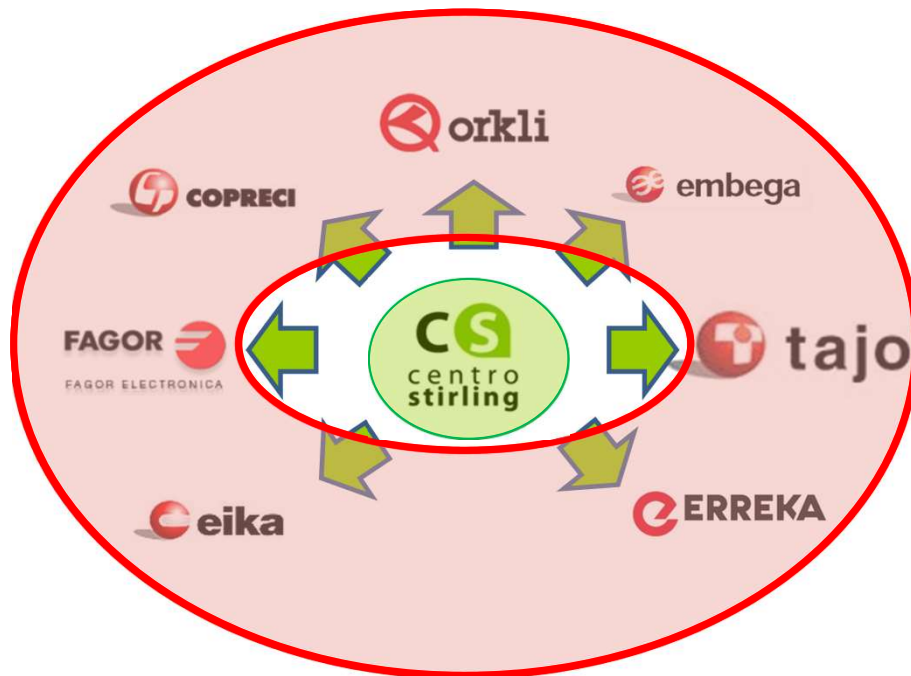 orkli
COPRECI
embega
FAGOR
FAGOR ELECTRONICA
CS
centro
stirling
tajo
eika
ERREKA